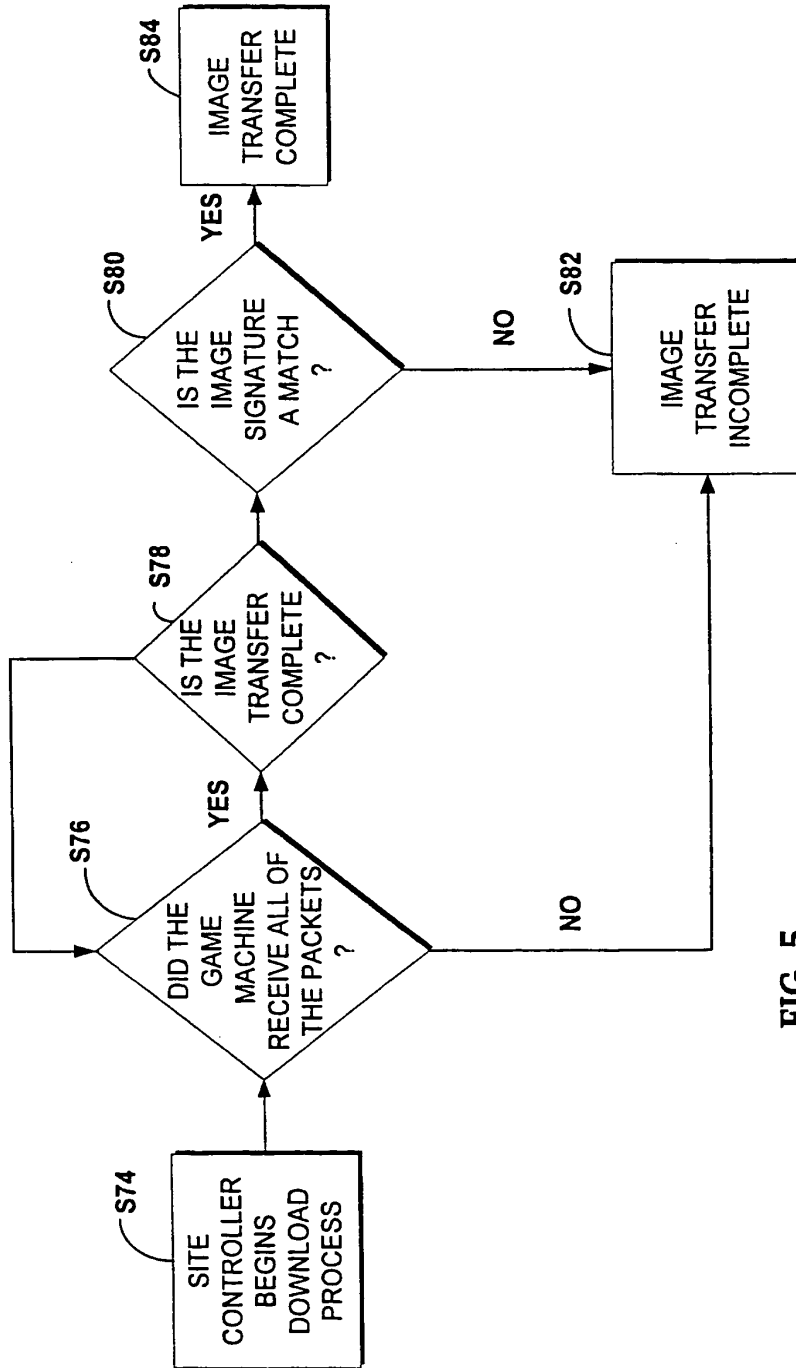 S74
SITE
CONTROLLER
BEGINS
DOWNLOAD
PROCESS
S76
DID THE
GAME
MACHINE
RECEIVE ALL OF
THE PACKETS
?
YES
NO
S78
IS THE
IMAGE
TRANSFER
COMPLETE
?
S80
IS THE
IMAGE
SIGNATURE
A MATCH
?
YES
NO
S84
IMAGE
TRANSFER
COMPLETE
S82
IMAGE
TRANSFER
INCOMPLETE
FIG. 5